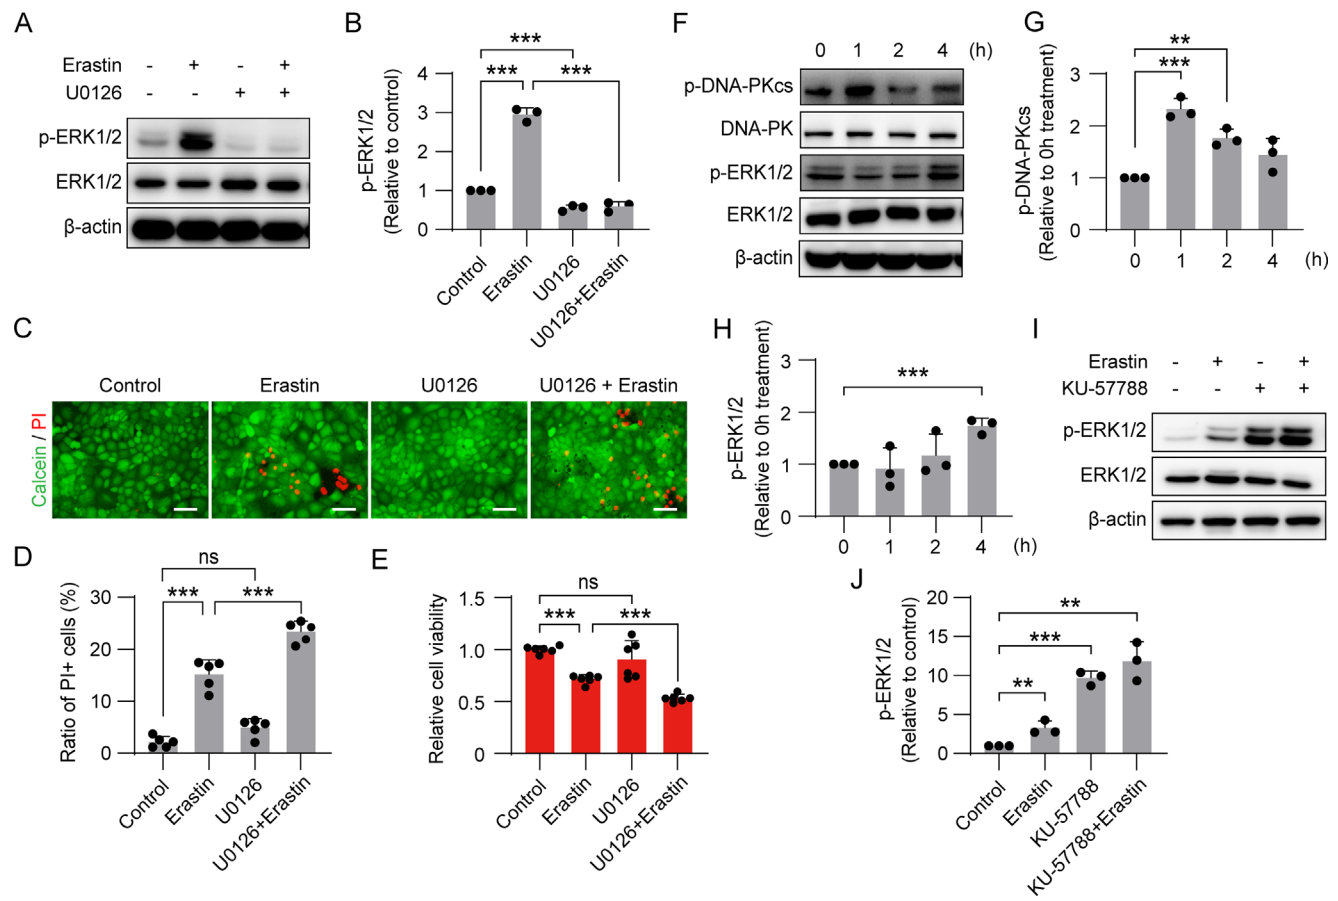 A
Erastin - + - +
U0126 - - + +
p-ERK1/2
ERK1/2
β-actin
B
p-ERK1/2
(Relative to control)
4
3
2
1
0
***
***
***
Control
Erastin
U0126
U0126+Erastin
C
Control
Erastin
U0126
U0126 + Erastin
Calcein / PI
D
Ratio of PI+ cells (%)
30
20
10
0
ns
***
***
Control
Erastin
U0126
U0126+Erastin
E
Relative cell viability
1.5
1.0
0.5
0
ns
***
***
Control
Erastin
U0126
U0126+Erastin
F
0 1 2 4 (h)
p-DNA-PKcs
DNA-PK
p-ERK1/2
ERK1/2
β-actin
G
p-DNA-PKcs
(Relative to 0h treatment)
3
2
1
0
**
***
0 1 2 4 (h)
H
p-ERK1/2
(Relative to 0h treatment)
3
2
1
0
***
0 1 2 4 (h)
I
Erastin - + - +
KU-57788 - - + +
p-ERK1/2
ERK1/2
β-actin
J
p-ERK1/2
(Relative to control)
20
15
10
5
0
**
***
**
Control
Erastin
KU-57788
KU-57788+Erastin